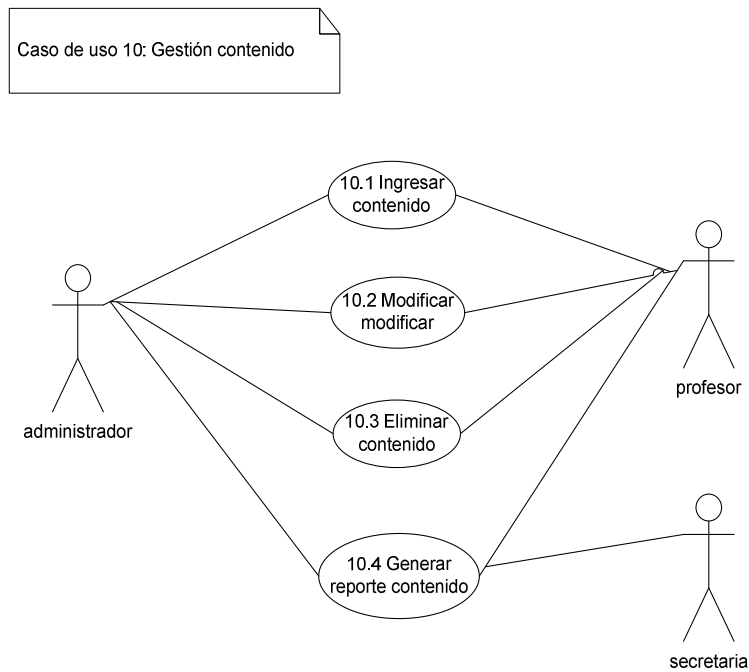 Caso de uso 10: Gestión contenido
10.1 Ingresar
contenido
10.2 Modificar
modificar
profesor
administrador
10.3 Eliminar
contenido
10.4 Generar
reporte contenido
secretaria